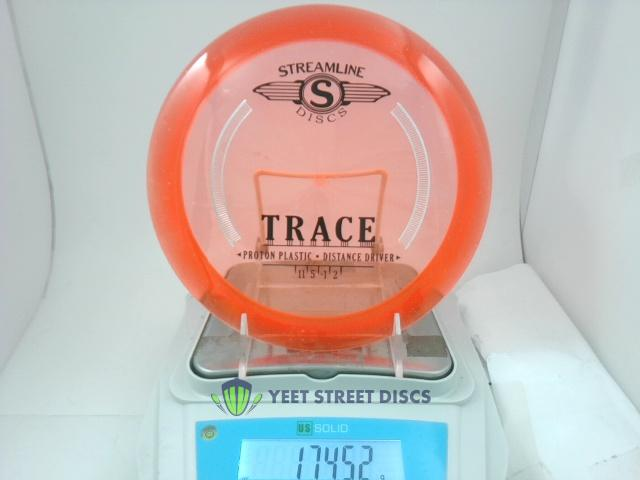 STREAMLINE
S
DISCS
TRACE
PROTON PLASTIC • DISTANCE DRIVER
11 5 -1 2
YEET STREET DISCS
US SOLID
174.52
g